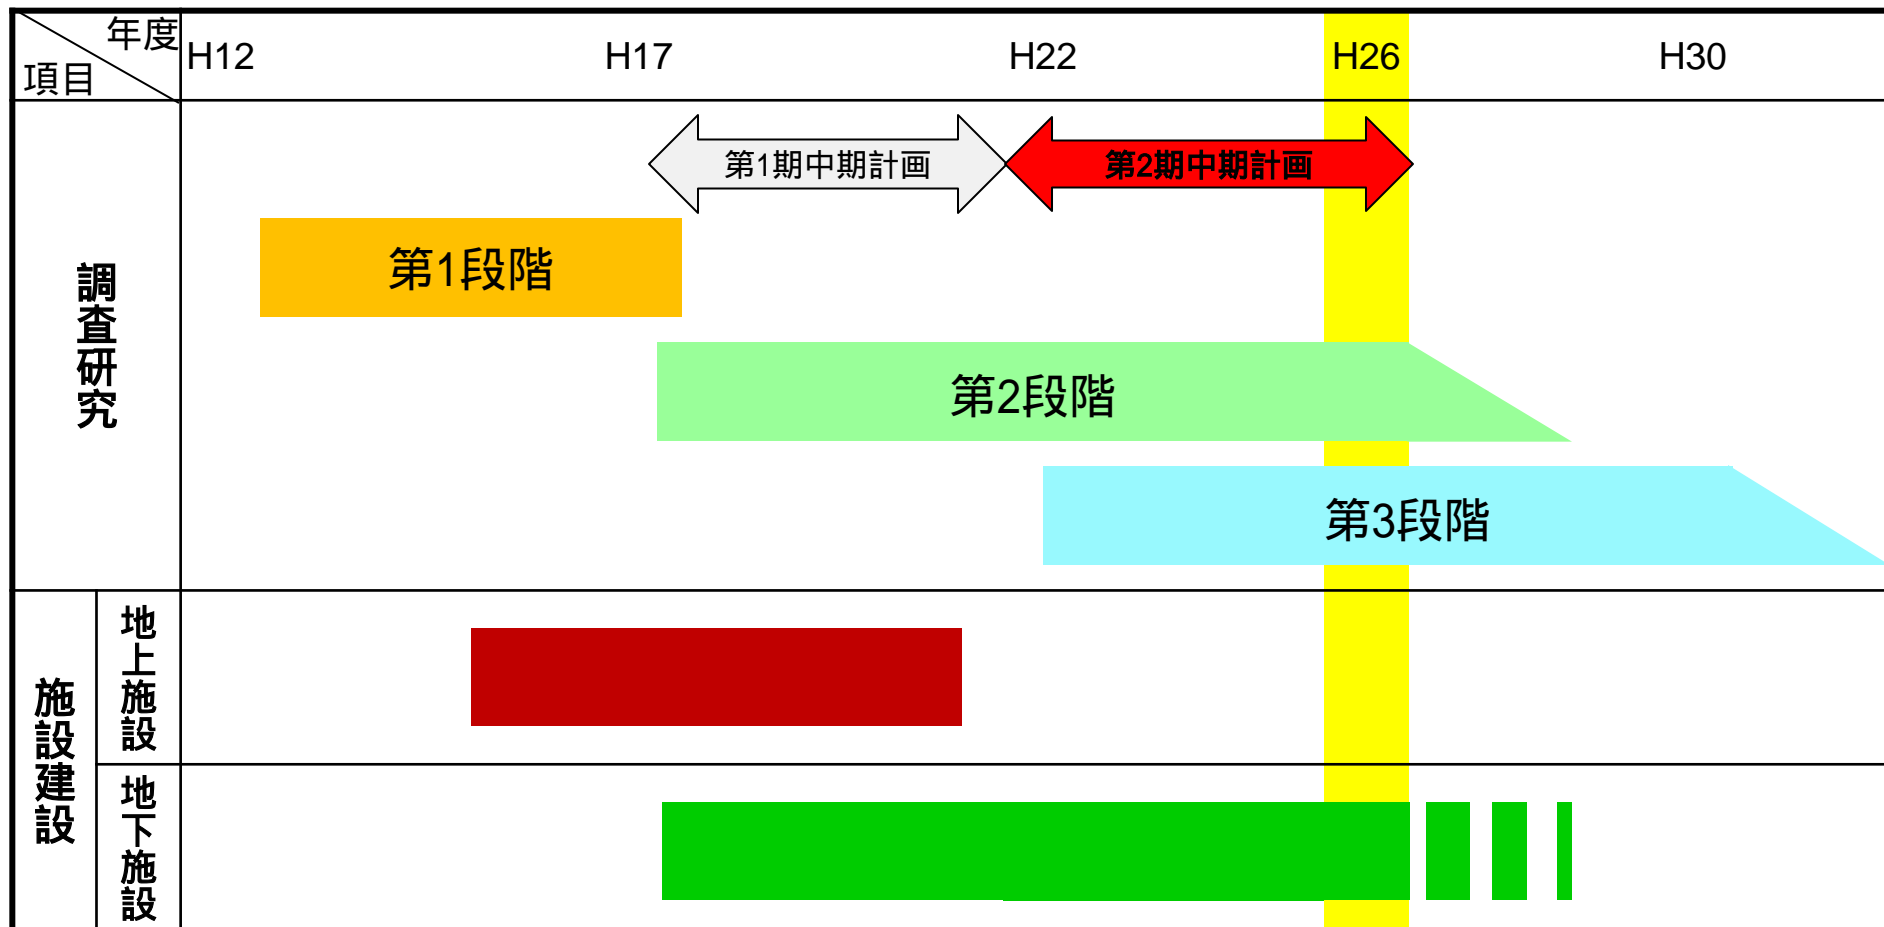 年度
項目
H12 H17 H22 H26 H30
第1期中期計画 第2期中期計画
調査研究
第1段階
第2段階
第3段階
施設建設
地上施設
地下施設